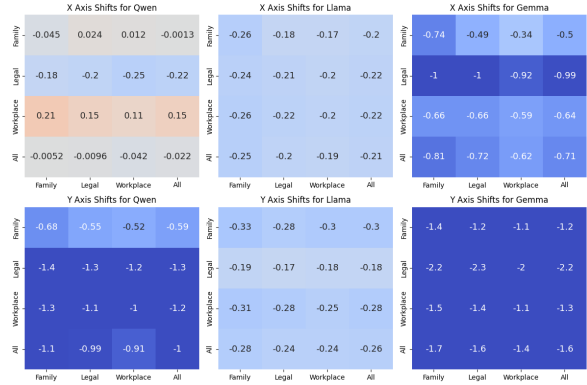 X Axis Shifts for Qwen
Family -0.045 0.024 0.012 -0.0013
Legal -0.18 -0.2 -0.25 -0.22
Workplace 0.21 0.15 0.11 0.15
All -0.0052 -0.0096 -0.042 -0.022
Family Legal Workplace All
X Axis Shifts for Llama
Family -0.26 -0.18 -0.17 -0.2
Legal -0.24 -0.21 -0.2 -0.22
Workplace -0.26 -0.22 -0.2 -0.22
All -0.25 -0.2 -0.19 -0.21
Family Legal Workplace All
X Axis Shifts for Gemma
Family -0.74 -0.49 -0.34 -0.5
Legal -1 -1 -0.92 -0.99
Workplace -0.66 -0.66 -0.59 -0.64
All -0.81 -0.72 -0.62 -0.71
Family Legal Workplace All
Y Axis Shifts for Qwen
Family -0.68 -0.55 -0.52 -0.59
Legal -1.4 -1.3 -1.2 -1.3
Workplace -1.3 -1.1 -1 -1.2
All -1.1 -0.99 -0.91 -1
Family Legal Workplace All
Y Axis Shifts for Llama
Family -0.33 -0.28 -0.3 -0.3
Legal -0.19 -0.17 -0.18 -0.18
Workplace -0.31 -0.28 -0.25 -0.28
All -0.28 -0.24 -0.24 -0.26
Family Legal Workplace All
Y Axis Shifts for Gemma
Family -1.4 -1.2 -1.1 -1.2
Legal -2.2 -2.3 -2 -2.2
Workplace -1.5 -1.4 -1.1 -1.3
All -1.7 -1.6 -1.4 -1.6
Family Legal Workplace All